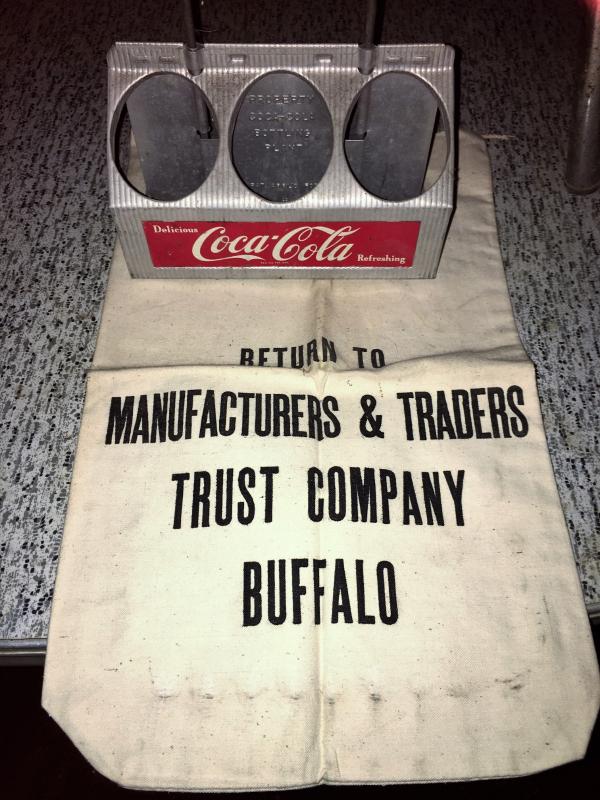 PROPERTY
COCA-COLA
BOTTLING
PLANT
Delicious
Coca-Cola
Refreshing
RETURN TO
MANUFACTURERS & TRADERS
TRUST COMPANY
BUFFALO